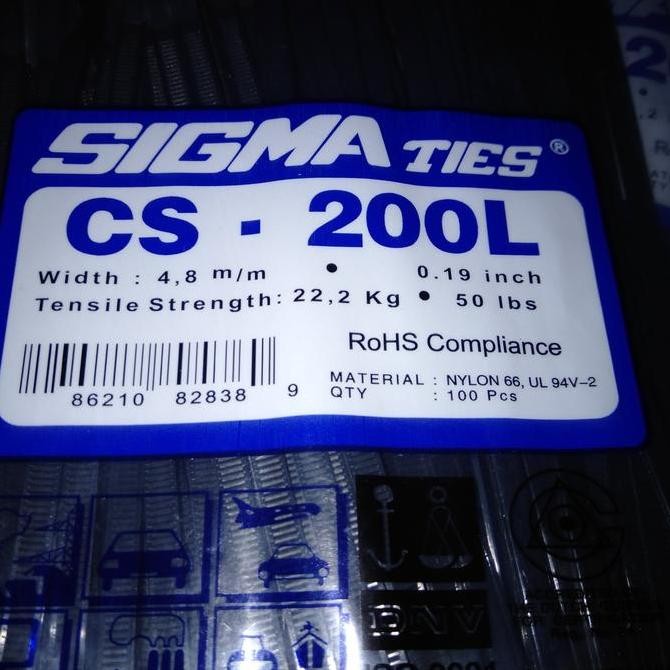 SIGMA TIES ®
CS - 200L
Width : 4,8 m/m • 0.19 inch
Tensile Strength: 22,2 Kg • 50 lbs
RoHS Compliance
86210 82838 9
MATERIAL : NYLON 66, UL 94V-2
QTY : 100 Pcs
DNV